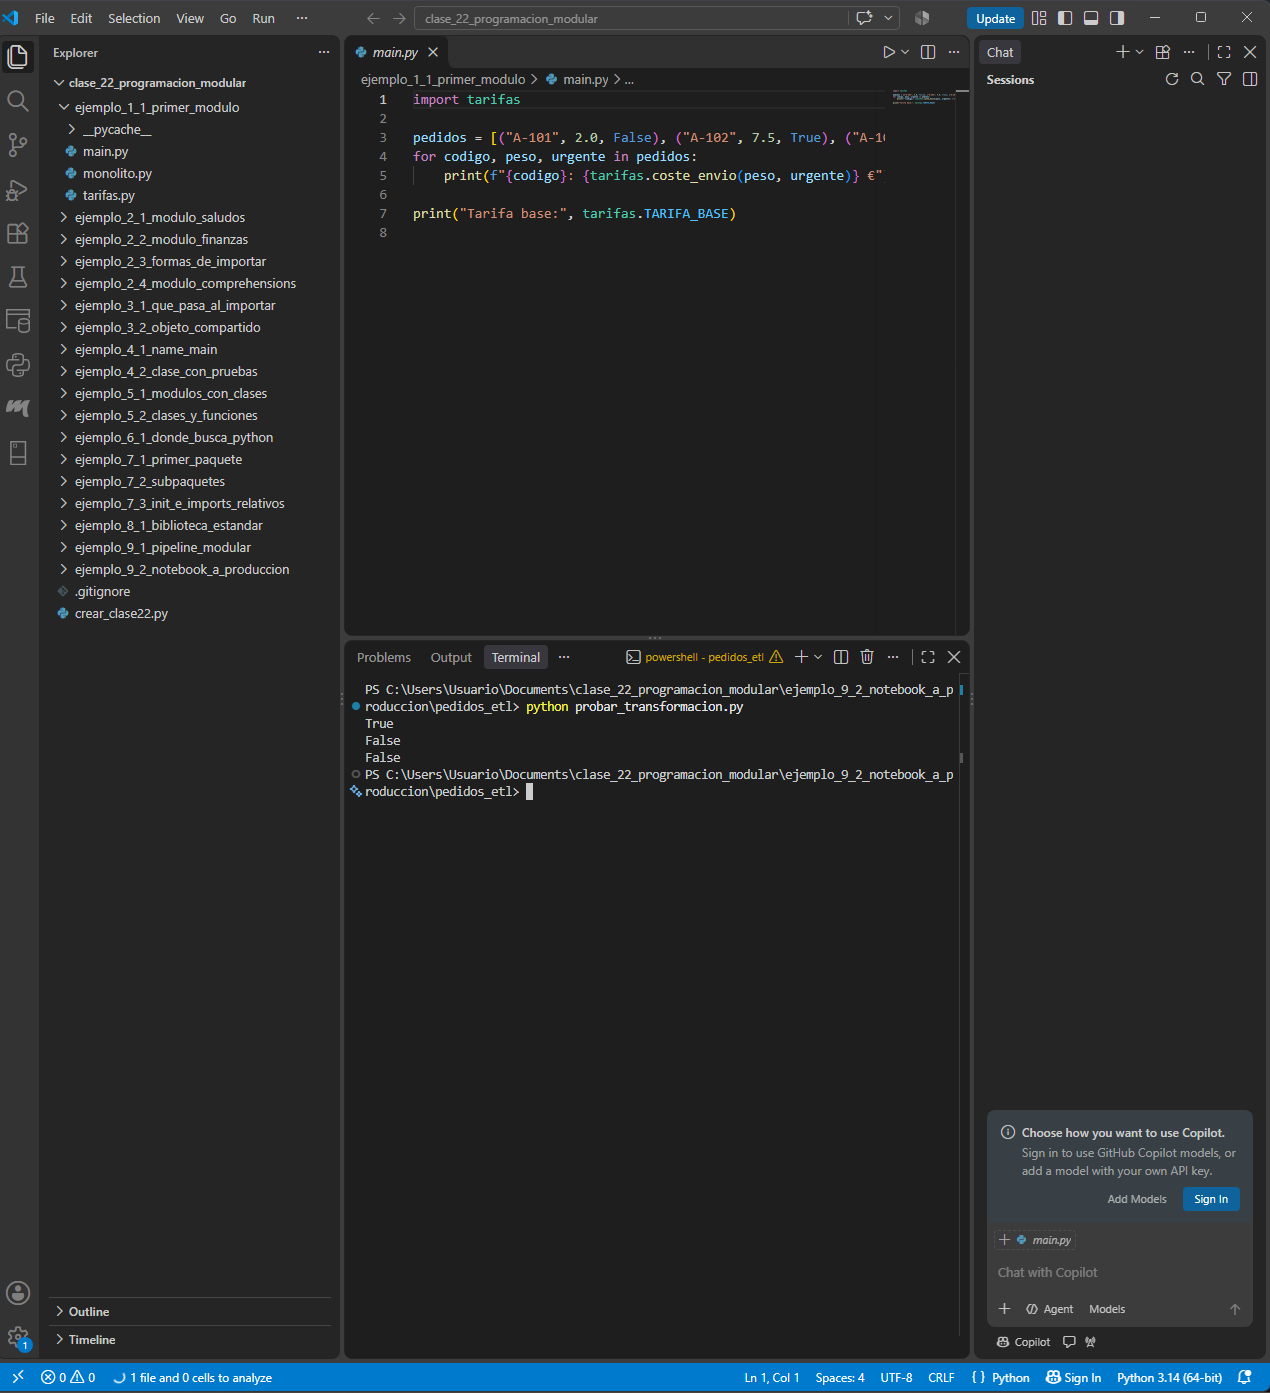 File Edit Selection View Go Run ···
clase_22_programacion_modular
Update
Explorer
clase_22_programacion_modular
ejemplo_1_1_primer_modulo
__pycache__
main.py
monolito.py
tarifas.py
ejemplo_2_1_modulo_saludos
ejemplo_2_2_modulo_finanzas
ejemplo_2_3_formas_de_importar
ejemplo_2_4_modulo_comprehensions
ejemplo_3_1_que_pasa_al_importar
ejemplo_3_2_objeto_compartido
ejemplo_4_1_name_main
ejemplo_4_2_clase_con_pruebas
ejemplo_5_1_modulos_con_clases
ejemplo_5_2_clases_y_funciones
ejemplo_6_1_donde_busca_python
ejemplo_7_1_primer_paquete
ejemplo_7_2_subpaquetes
ejemplo_7_3_init_e_imports_relativos
ejemplo_8_1_biblioteca_estandar
ejemplo_9_1_pipeline_modular
ejemplo_9_2_notebook_a_produccion
.gitignore
crear_clase22.py
Outline
Timeline
1
main.py
ejemplo_1_1_primer_modulo > main.py > ...
1 import tarifas
2
3 pedidos = [("A-101", 2.0, False), ("A-102", 7.5, True), ("A-10
4 for codigo, peso, urgente in pedidos:
5 print(f"{codigo}: {tarifas.coste_envio(peso, urgente)} €")
6
7 print("Tarifa base:", tarifas.TARIFA_BASE)
8
Problems Output Terminal ···
powershell - pedidos_etl
PS C:\Users\Usuario\Documents\clase_22_programacion_modular\ejemplo_9_2_notebook_a_p
roduccion\pedidos_etl> python probar_transformacion.py
True
False
False
PS C:\Users\Usuario\Documents\clase_22_programacion_modular\ejemplo_9_2_notebook_a_p
roduccion\pedidos_etl>
Chat
Sessions
Choose how you want to use Copilot.
Sign in to use GitHub Copilot models, or
add a model with your own API key.
Add Models Sign In
main.py
Chat with Copilot
Agent Models
Copilot
0 0 1 file and 0 cells to analyze
Ln 1, Col 1 Spaces: 4 UTF-8 CRLF { } Python Sign In Python 3.14 (64-bit)